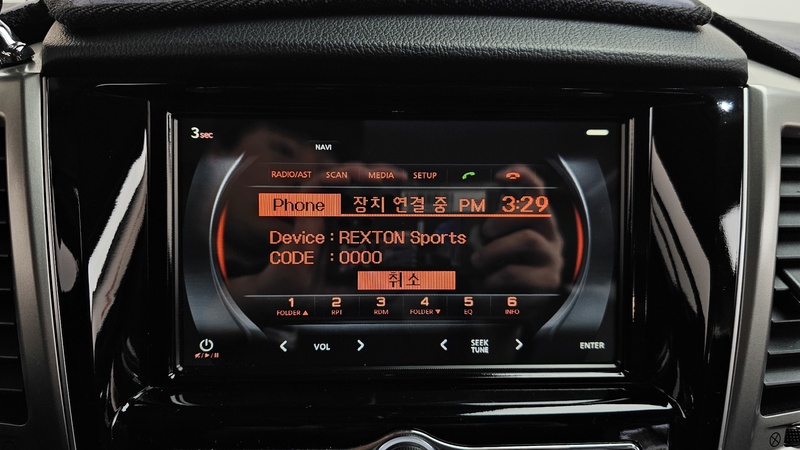 3sec
NAVI
RADIO/AST SCAN MEDIA SETUP
Phone 장치 연결 중 PM 3:29
Device : REXTON Sports
CODE : 0000
취소
1 2 3 4 5 6
FOLDER ▲ RPT RDM FOLDER ▼ EQ INFO
< VOL > < SEEK TUNE > ENTER